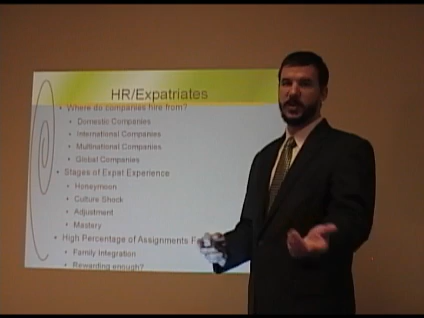 HR/Expatriates
• Where do companies hire from?
• Domestic Companies
• International Companies
• Multinational Companies
• Global Companies
• Stages of Expat Experience
• Honeymoon
• Culture Shock
• Adjustment
• Mastery
• High Percentage of Assignments
• Family Integration
• Rewarding enough?